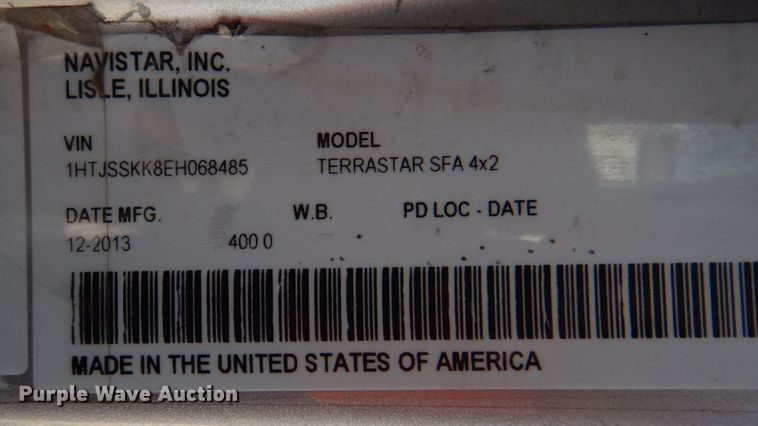 NAVISTAR, INC.
LISLE, ILLINOIS
VIN MODEL
1HTJSSKK8EH068485 TERRASTAR SFA 4x2
DATE MFG. W.B. PD LOC - DATE
12-2013 400 0
MADE IN THE UNITED STATES OF AMERICA
Purple Wave Auction